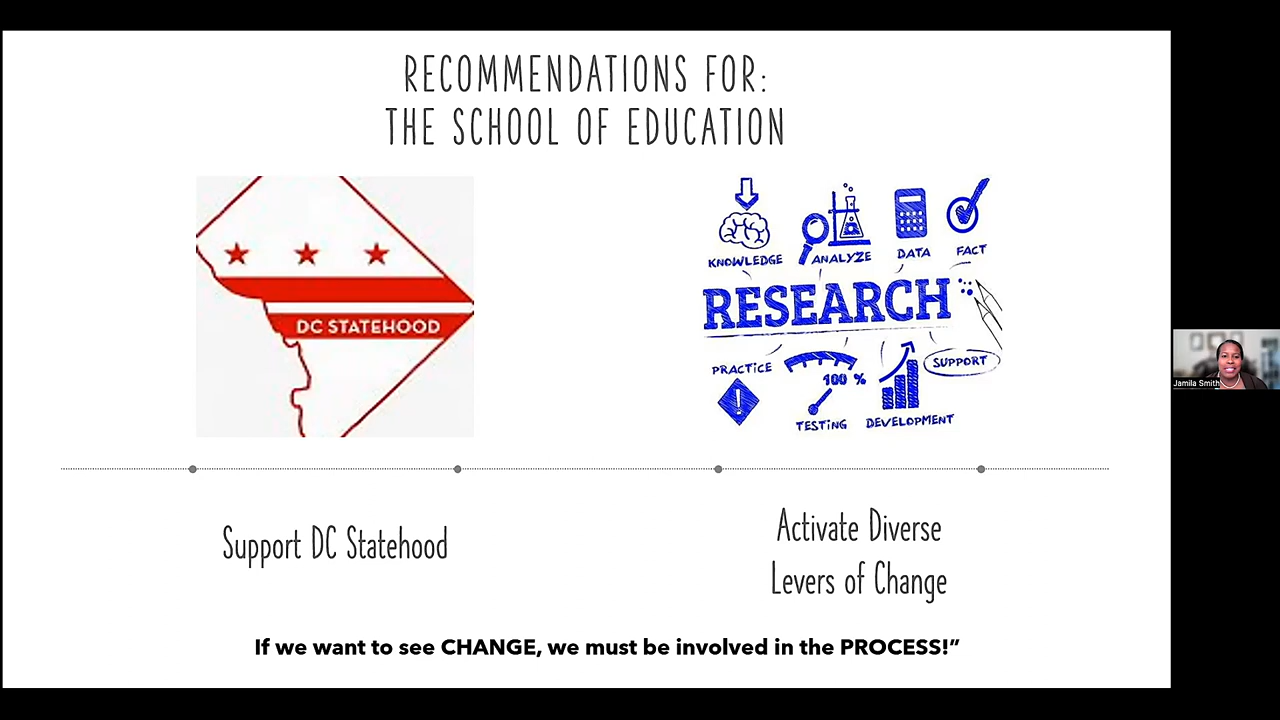 RECOMMENDATIONS FOR:
THE SCHOOL OF EDUCATION
DC STATEHOOD
KNOWLEDGE
ANALYZE
DATA
FACT
RESEARCH
PRACTICE
100 %
SUPPORT
TESTING
DEVELOPMENT
Jamila Smith
Support DC Statehood
Activate Diverse
Levers of Change
If we want to see CHANGE, we must be involved in the PROCESS!”